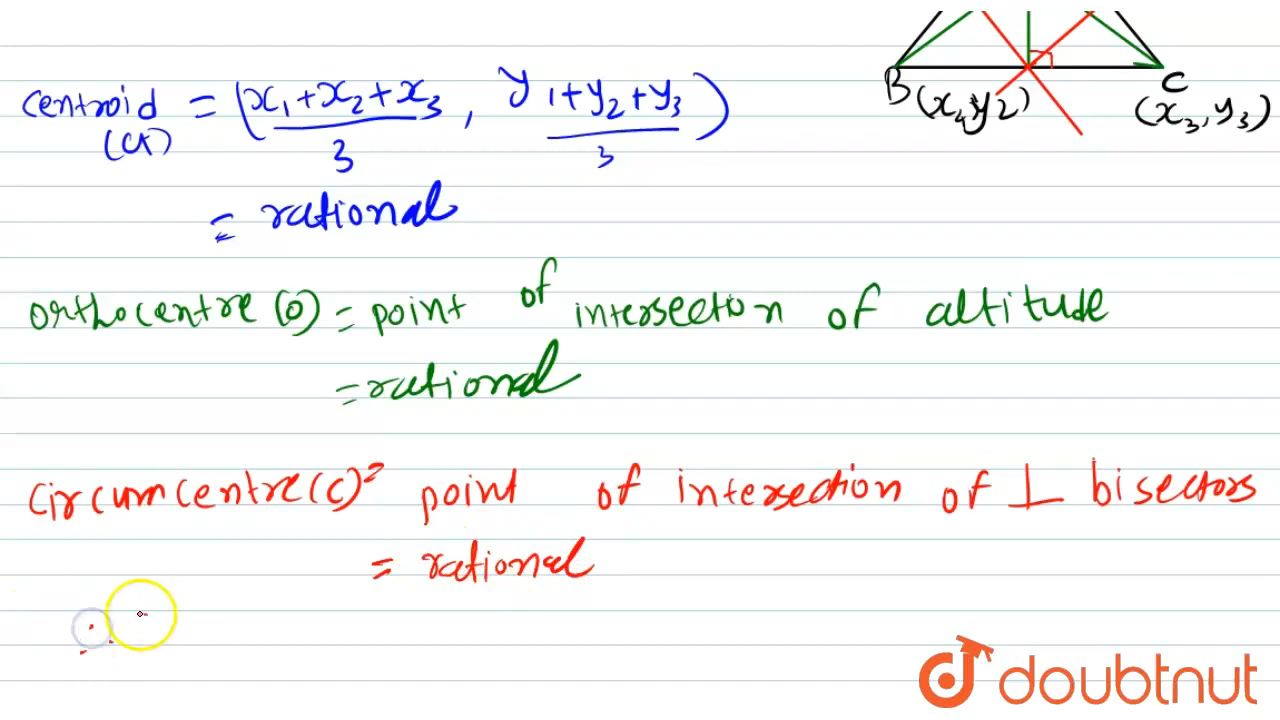 B(x₂,y2)
C
(x₃,y₃)
centroid = (x₁+x₂+x₃/3, y₁+y₂+y₃/3)
(G)
= rational
orthocentre (o) = point of intersection of altitude
= rational
circumcentre (c) = point of intersection of ⊥ bisectors
= rational
doubtnut